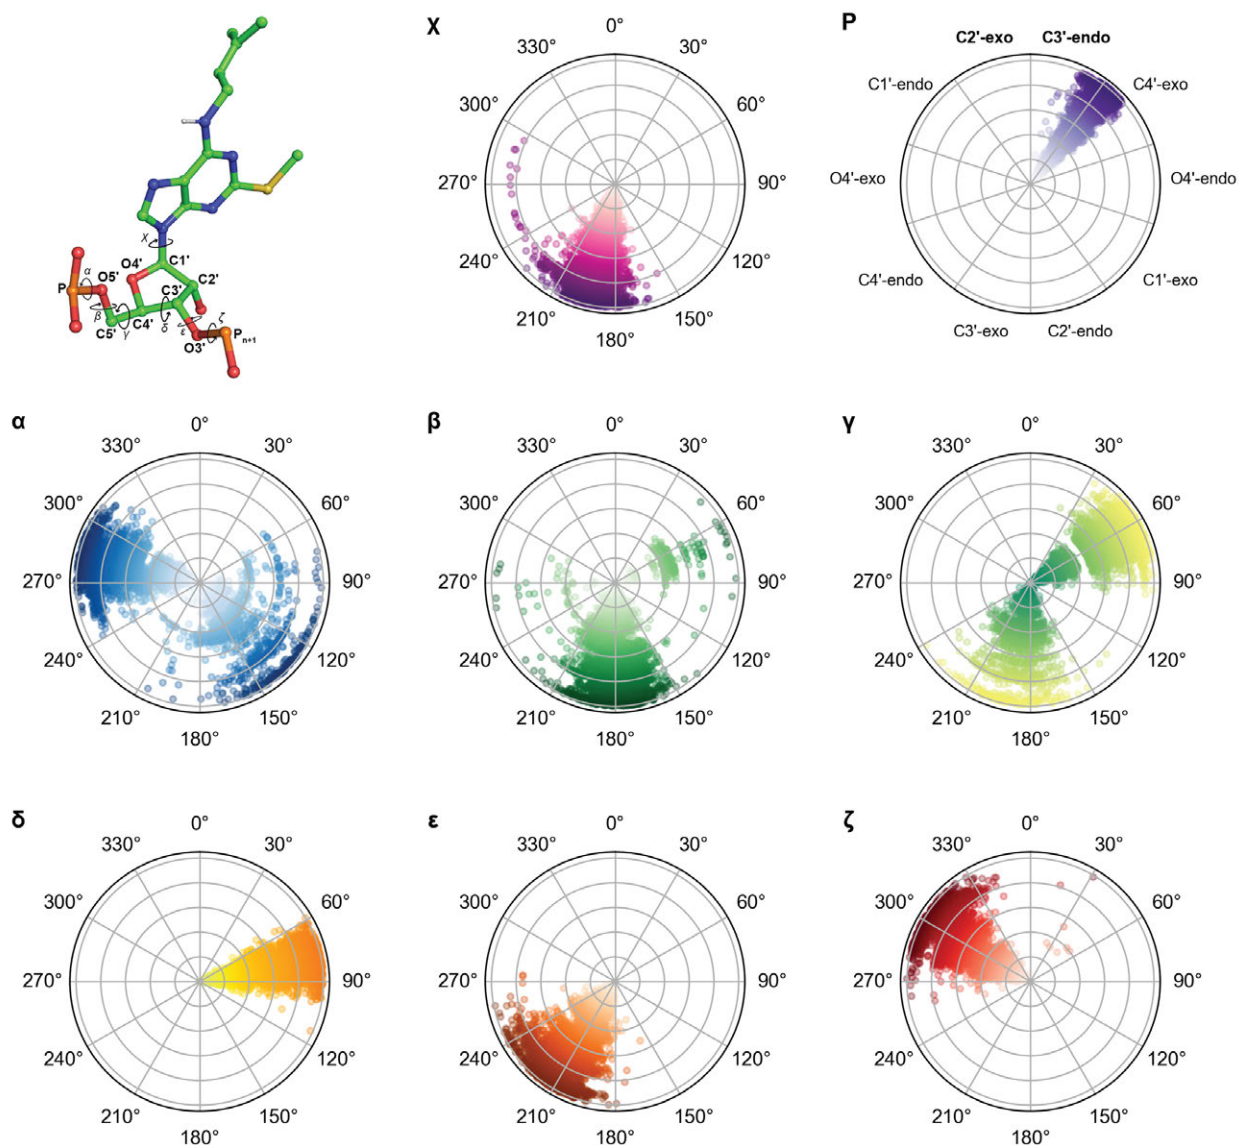 χ
P
0°
330° 30°
300° 60°
270° 90°
240° 120°
210° 150°
180°
C2'-exo C3'-endo
C1'-endo C4'-exo
O4'-exo O4'-endo
C4'-endo C1'-exo
C3'-exo C2'-endo
χ
O4' C1'
P α O5' C2'
C3'
β γ C4' δ ε ζ
C5' O3' Pn+1
α
0°
330° 30°
300° 60°
270° 90°
240° 120°
210° 150°
180°
β
0°
330° 30°
300° 60°
270° 90°
240° 120°
210° 150°
180°
γ
0°
330° 30°
300° 60°
270° 90°
240° 120°
210° 150°
180°
δ
0°
330° 30°
300° 60°
270° 90°
240° 120°
210° 150°
180°
ε
0°
330° 30°
300° 60°
270° 90°
240° 120°
210° 150°
180°
ζ
0°
330° 30°
300° 60°
270° 90°
240° 120°
210° 150°
180°